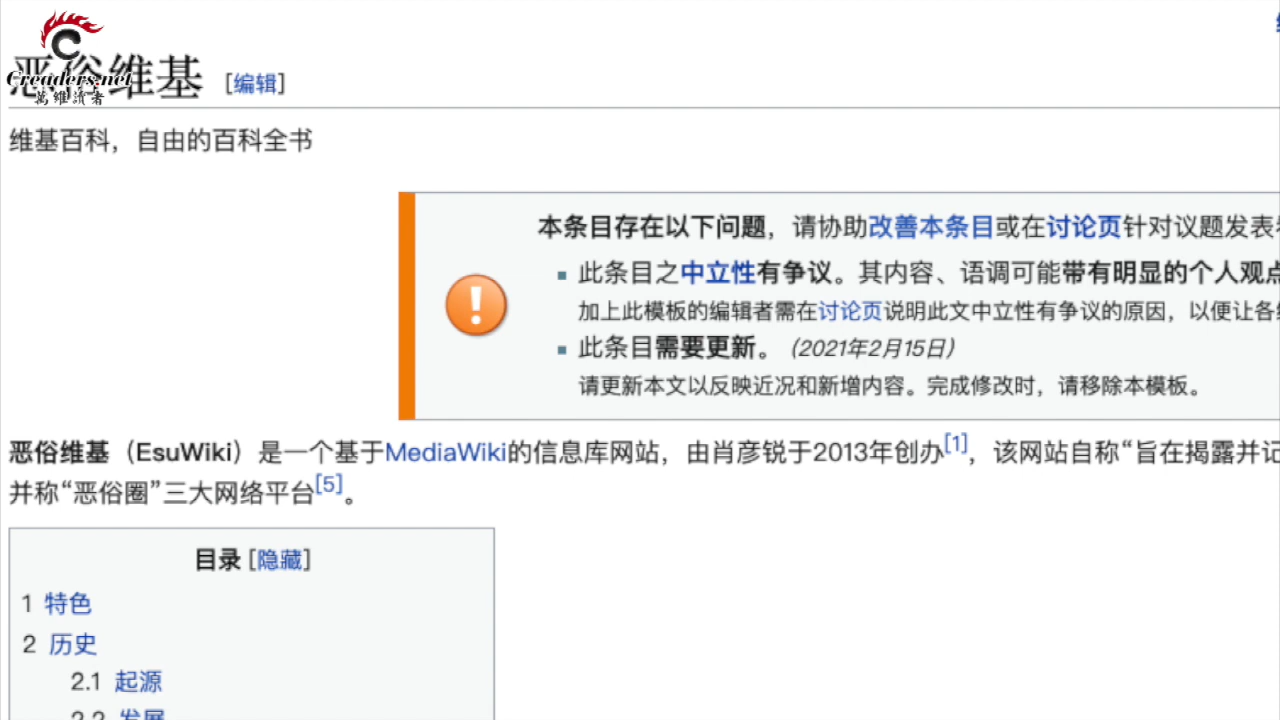 恶俗维基 [编辑]
Creaders.net
萬維讀者
维基百科，自由的百科全书
本条目存在以下问题，请协助改善本条目或在讨论页针对议题发表
此条目之中立性有争议。其内容、语调可能带有明显的个人观点
加上此模板的编辑者需在讨论页说明此文中立性有争议的原因，以便让各
此条目需要更新。 (2021年2月15日)
请更新本文以反映近况和新增内容。完成修改时，请移除本模板。
恶俗维基（EsuWiki）是一个基于MediaWiki的信息库网站，由肖彦锐于2013年创办[1]，该网站自称“旨在揭露并记
并称“恶俗圈”三大网络平台[5]。
目录 [隐藏]
1 特色
2 历史
2.1 起源
2.2 发展